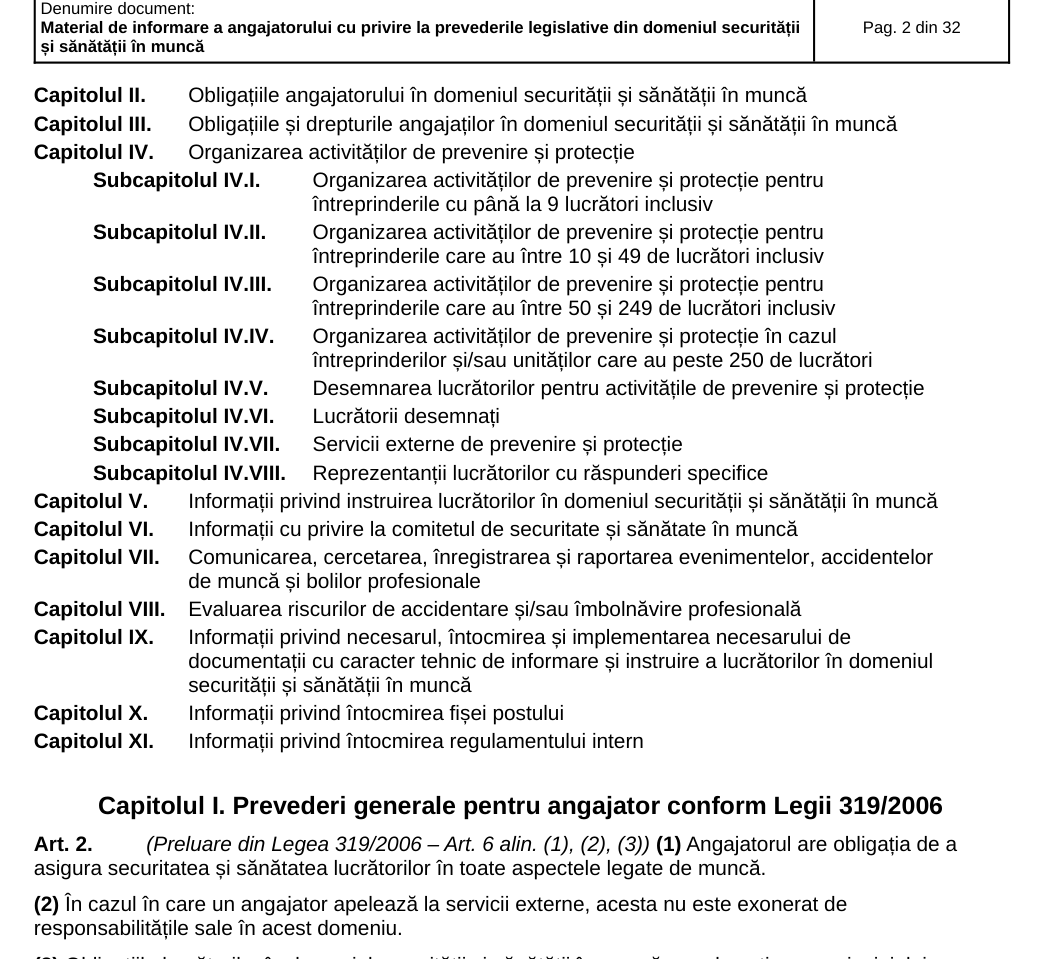 Denumire document:
Material de informare a angajatorului cu privire la prevederile legislative din domeniul securității
și sănătății în muncă
Pag. 2 din 32
Capitolul II. Obligațiile angajatorului în domeniul securității și sănătății în muncă
Capitolul III. Obligațiile și drepturile angajaților în domeniul securității și sănătății în muncă
Capitolul IV. Organizarea activităților de prevenire și protecție
Subcapitolul IV.I. Organizarea activităților de prevenire și protecție pentru
întreprinderile cu până la 9 lucrători inclusiv
Subcapitolul IV.II. Organizarea activităților de prevenire și protecție pentru
întreprinderile care au între 10 și 49 de lucrători inclusiv
Subcapitolul IV.III. Organizarea activităților de prevenire și protecție pentru
întreprinderile care au între 50 și 249 de lucrători inclusiv
Subcapitolul IV.IV. Organizarea activităților de prevenire și protecție în cazul
întreprinderilor și/sau unităților care au peste 250 de lucrători
Subcapitolul IV.V. Desemnarea lucrătorilor pentru activitățile de prevenire și protecție
Subcapitolul IV.VI. Lucrătorii desemnați
Subcapitolul IV.VII. Servicii externe de prevenire și protecție
Subcapitolul IV.VIII. Reprezentanții lucrătorilor cu răspunderi specifice
Capitolul V. Informații privind instruirea lucrătorilor în domeniul securității și sănătății în muncă
Capitolul VI. Informații cu privire la comitetul de securitate și sănătate în muncă
Capitolul VII. Comunicarea, cercetarea, înregistrarea și raportarea evenimentelor, accidentelor
de muncă și bolilor profesionale
Capitolul VIII. Evaluarea riscurilor de accidentare și/sau îmbolnăvire profesională
Capitolul IX. Informații privind necesarul, întocmirea și implementarea necesarului de
documentații cu caracter tehnic de informare și instruire a lucrătorilor în domeniul
securității și sănătății în muncă
Capitolul X. Informații privind întocmirea fișei postului
Capitolul XI. Informații privind întocmirea regulamentului intern
Capitolul I. Prevederi generale pentru angajator conform Legii 319/2006
Art. 2. (Preluare din Legea 319/2006 – Art. 6 alin. (1), (2), (3)) (1) Angajatorul are obligația de a
asigura securitatea și sănătatea lucrătorilor în toate aspectele legate de muncă.
(2) În cazul în care un angajator apelează la servicii externe, acesta nu este exonerat de
responsabilitățile sale în acest domeniu.